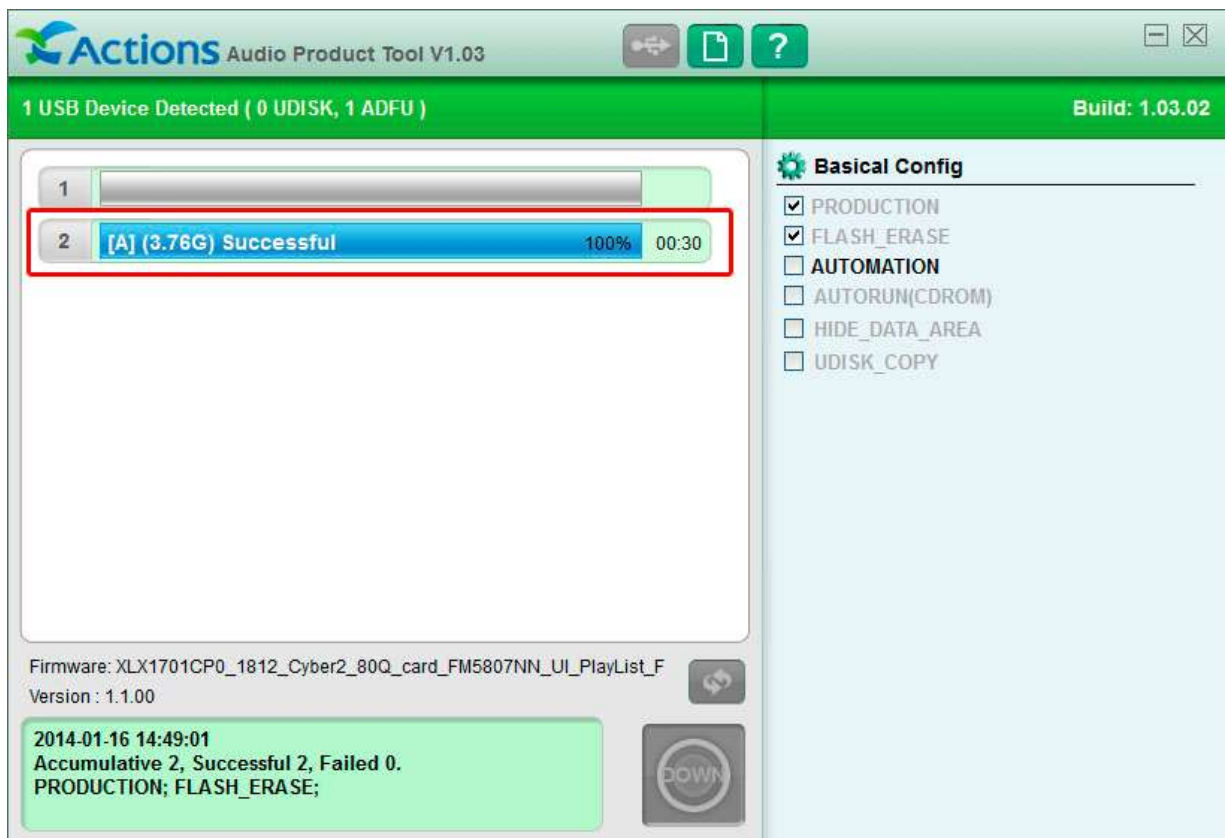 Actions Audio Product Tool V1.03
?
1 USB Device Detected ( 0 UDISK, 1 ADFU )
Build: 1.03.02
1
2 [A] (3.76G) Successful 100% 00:30
Basical Config
PRODUCTION
FLASH_ERASE
AUTOMATION
AUTORUN(CDROM)
HIDE_DATA_AREA
UDISK_COPY
Firmware: XLX1701CP0_1812_Cyber2_80Q_card_FM5807NN_UI_PlayList_F
Version : 1.1.00
2014-01-16 14:49:01
Accumulative 2, Successful 2, Failed 0.
PRODUCTION; FLASH_ERASE;
DOWN